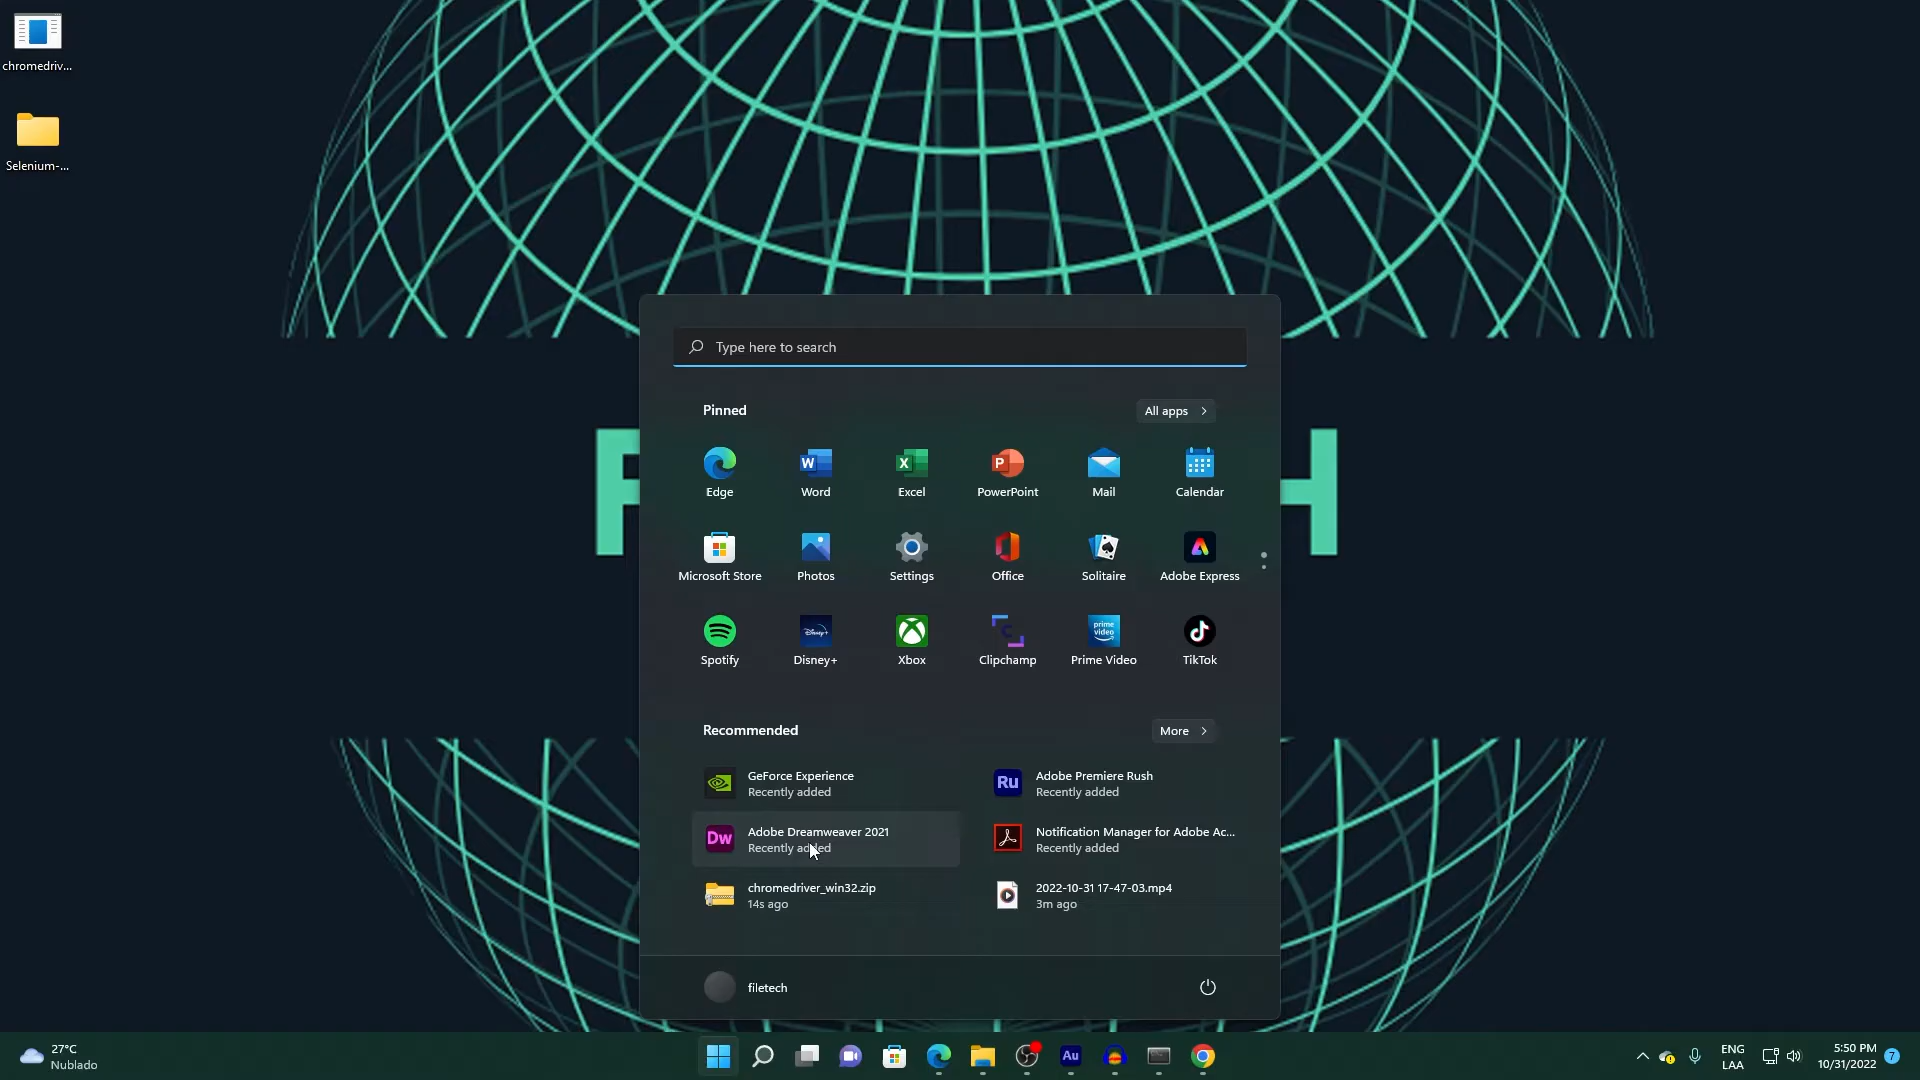 chromedriv...
Selenium-...
Type here to search
Pinned
All apps
Edge
Word
Excel
PowerPoint
Mail
Calendar
Microsoft Store
Photos
Settings
Office
Solitaire
Adobe Express
Spotify
Disney+
Xbox
Clipchamp
Prime Video
TikTok
Recommended
More
GeForce Experience
Recently added
Adobe Premiere Rush
Recently added
Adobe Dreamweaver 2021
Recently added
Notification Manager for Adobe Ac...
Recently added
chromedriver_win32.zip
14s ago
2022-10-31 17-47-03.mp4
3m ago
filetech
27°C
Nublado
ENG
LAA
5:50 PM
10/31/2022
7